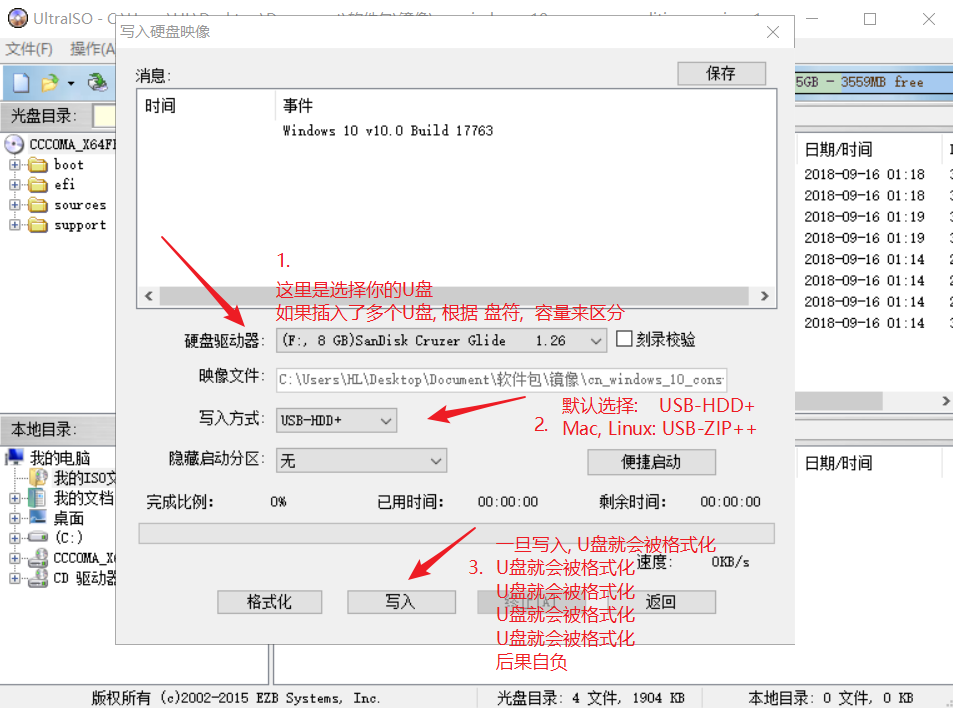 UltraISO
写入硬盘映像
文件(F) 操作(A
消息:
保存
5GB - 3559MB free
光盘目录:
时间 事件
Windows 10 v10.0 Build 17763
CCCOMA_X64F
boot
efi
sources
support
日期/时间
2018-09-16 01:18
2018-09-16 01:18
2018-09-16 01:19
2018-09-16 01:19
2018-09-16 01:14
2018-09-16 01:14
2018-09-16 01:14
2018-09-16 01:14
1.
这里是选择你的U盘
如果插入了多个U盘, 根据 盘符, 容量来区分
硬盘驱动器: (F:, 8 GB)SanDisk Cruzer Glide 1.26 刻录校验
映像文件: C:\Users\HL\Desktop\Document\软件包\镜像\cn_windows_10_cons
写入方式: USB-HDD+
2.
默认选择: USB-HDD+
Mac, Linux: USB-ZIP++
隐藏启动分区: 无 便捷启动
完成比例: 0% 已用时间: 00:00:00 剩余时间: 00:00:00
速度: 0KB/s
3.
一旦写入, U盘就会被格式化
U盘就会被格式化
U盘就会被格式化
U盘就会被格式化
U盘就会被格式化
后果自负
格式化 写入 返回
本地目录:
我的电脑
我的ISO文
我的文档
桌面
(C:)
CCCOMA_X6
CD 驱动器
日期/时间
版权所有 (c)2002-2015 EZB Systems, Inc. 光盘目录: 4 文件, 1904 KB 本地目录: 0 文件, 0 KB